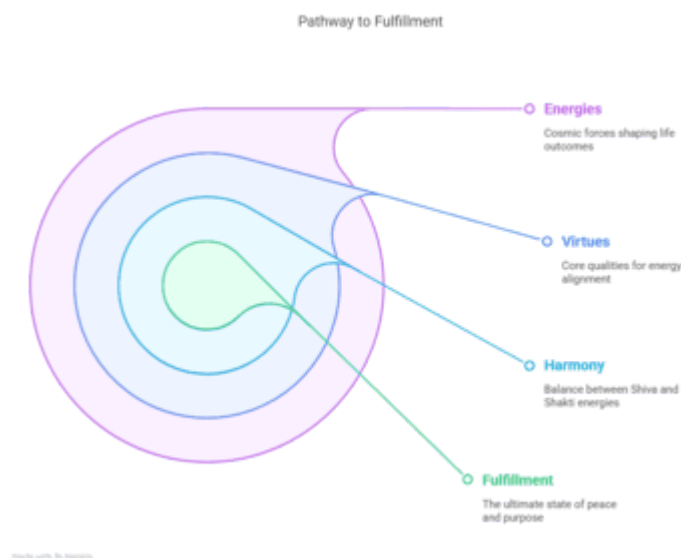 Pathway to Fulfillment
Energies
Cosmic forces shaping life
outcomes
Virtues
Core qualities for energy
alignment
Harmony
Balance between Shiva and
Shakti energies
Fulfillment
The ultimate state of peace
and purpose